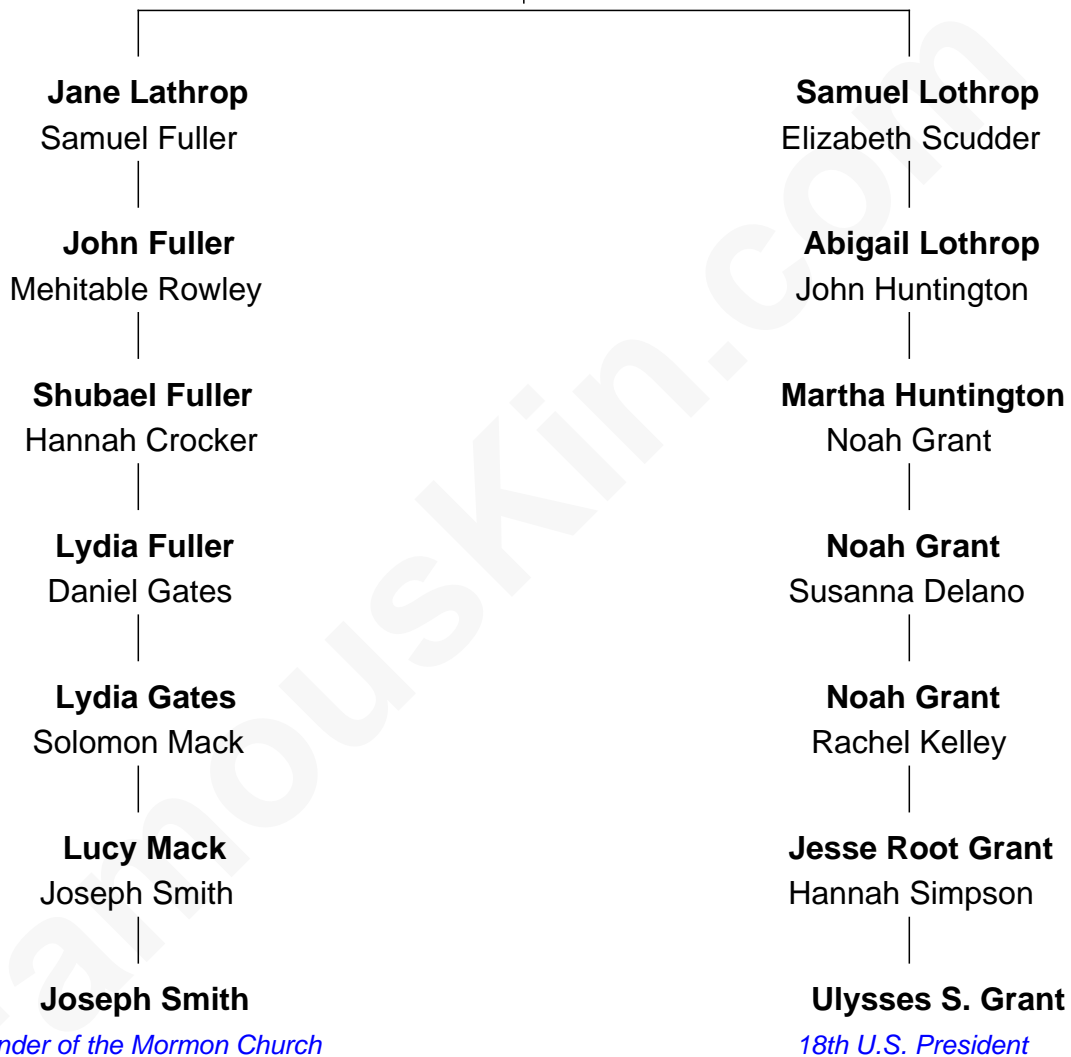 Jane Lathrop
Samuel Fuller
Samuel Lothrop
Elizabeth Scudder
John Fuller
Mehitable Rowley
Abigail Lothrop
John Huntington
Shubael Fuller
Hannah Crocker
Martha Huntington
Noah Grant
Lydia Fuller
Daniel Gates
Noah Grant
Susanna Delano
Lydia Gates
Solomon Mack
Noah Grant
Rachel Kelley
Lucy Mack
Joseph Smith
Jesse Root Grant
Hannah Simpson
Joseph Smith
nder of the Mormon Church
Ulysses S. Grant
18th U.S. President
amousKin.com